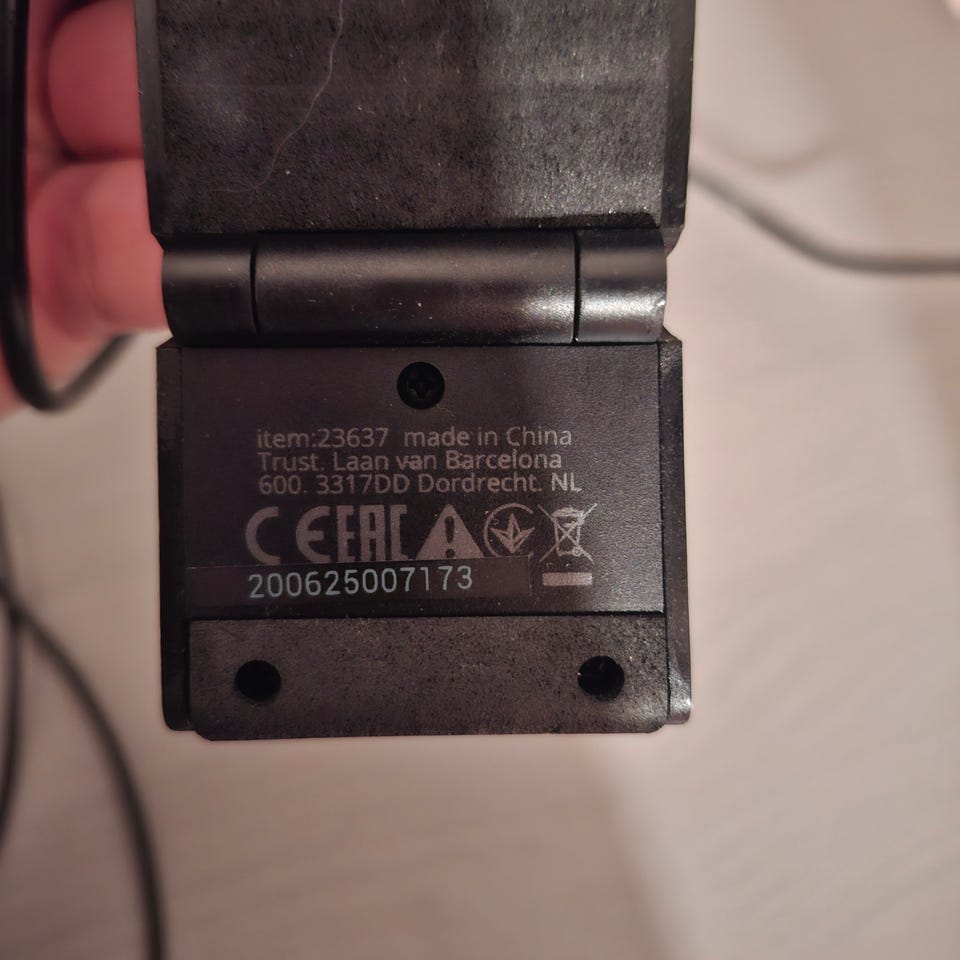 item:23637 made in China
Trust. Laan van Barcelona
600. 3317DD Dordrecht. NL
CE EAC
200625007173